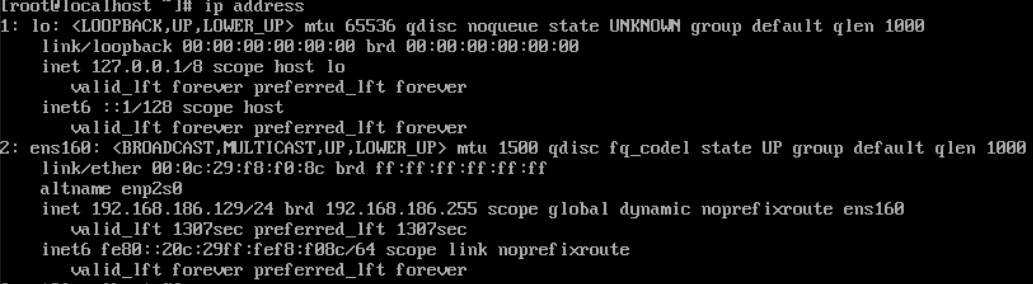 [root@localhost ~]# ip address
1: lo: <LOOPBACK,UP,LOWER_UP> mtu 65536 qdisc noqueue state UNKNOWN group default qlen 1000
    link/loopback 00:00:00:00:00:00 brd 00:00:00:00:00:00
    inet 127.0.0.1/8 scope host lo
       valid_lft forever preferred_lft forever
    inet6 ::1/128 scope host
       valid_lft forever preferred_lft forever
2: ens160: <BROADCAST,MULTICAST,UP,LOWER_UP> mtu 1500 qdisc fq_codel state UP group default qlen 1000
    link/ether 00:0c:29:f8:f0:8c brd ff:ff:ff:ff:ff:ff
    altname enp2s0
    inet 192.168.186.129/24 brd 192.168.186.255 scope global dynamic noprefixroute ens160
       valid_lft 1307sec preferred_lft 1307sec
    inet6 fe80::20c:29ff:fef8:f08c/64 scope link noprefixroute
       valid_lft forever preferred_lft forever